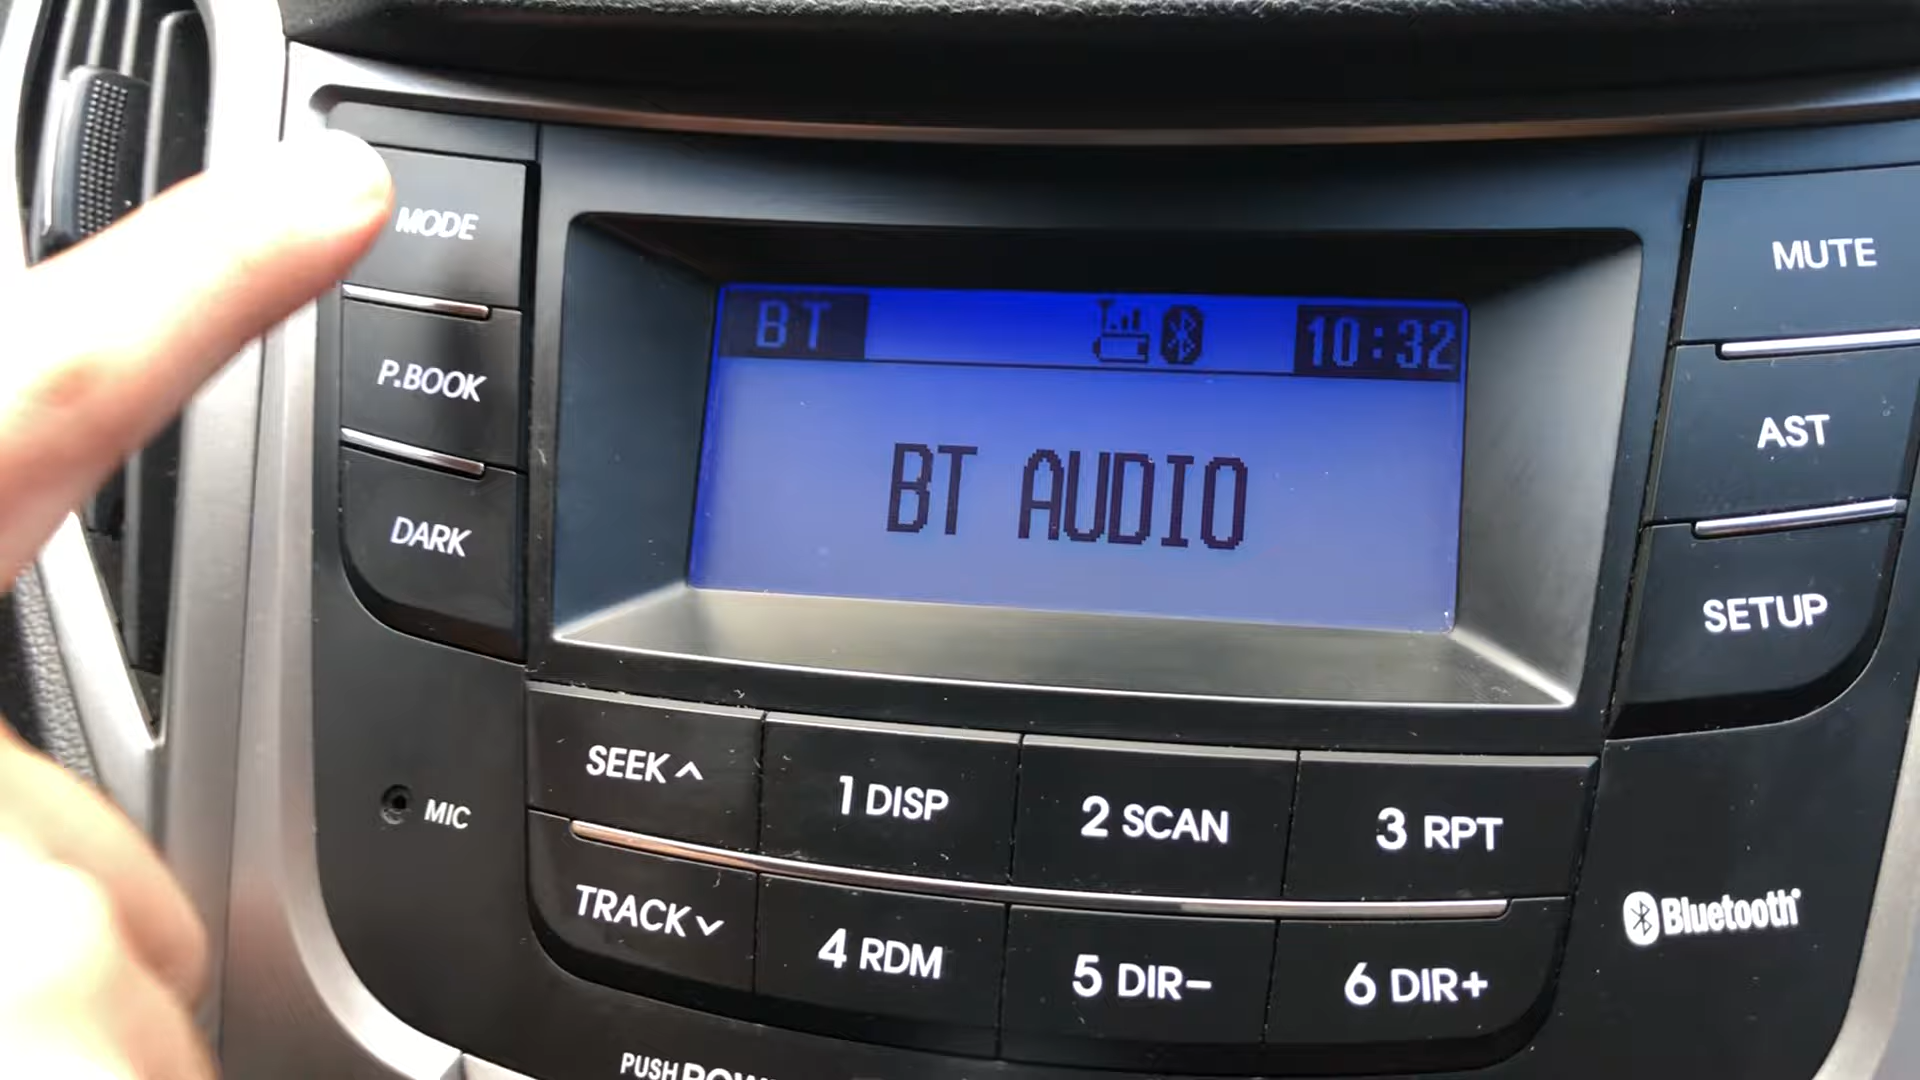 MODE
P.BOOK
DARK
MIC
BT 10:32
BT AUDIO
MUTE
AST
SETUP
SEEK 1 DISP 2 SCAN 3 RPT
TRACK 4 RDM 5 DIR− 6 DIR+
Bluetooth®
PUSH